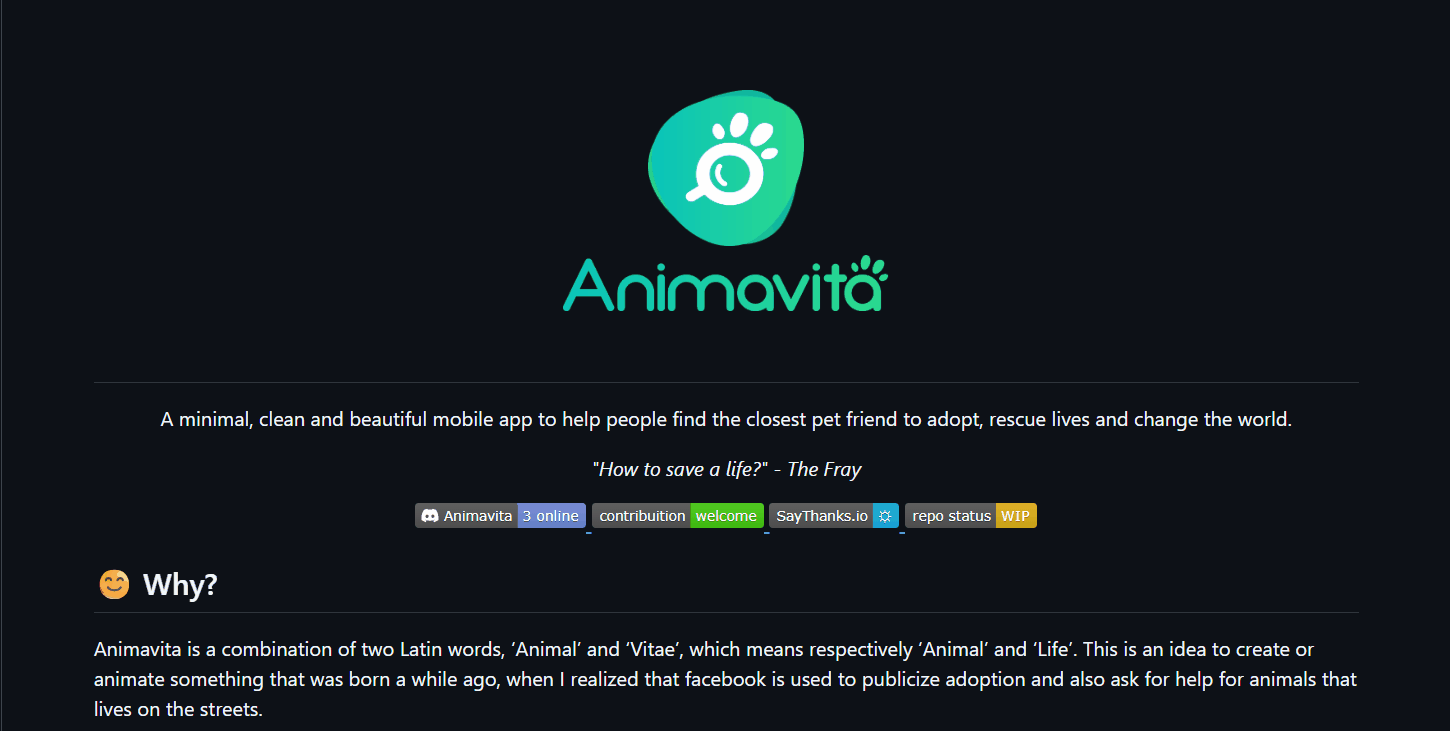 Animavita
A minimal, clean and beautiful mobile app to help people find the closest pet friend to adopt, rescue lives and change the world.
"How to save a life?" - The Fray
Animavita 3 online contribuition welcome SayThanks.io repo status WIP
Why?
Animavita is a combination of two Latin words, ‘Animal’ and ‘Vitae’, which means respectively ‘Animal’ and ‘Life’. This is an idea to create or
animate something that was born a while ago, when I realized that facebook is used to publicize adoption and also ask for help for animals that
lives on the streets.